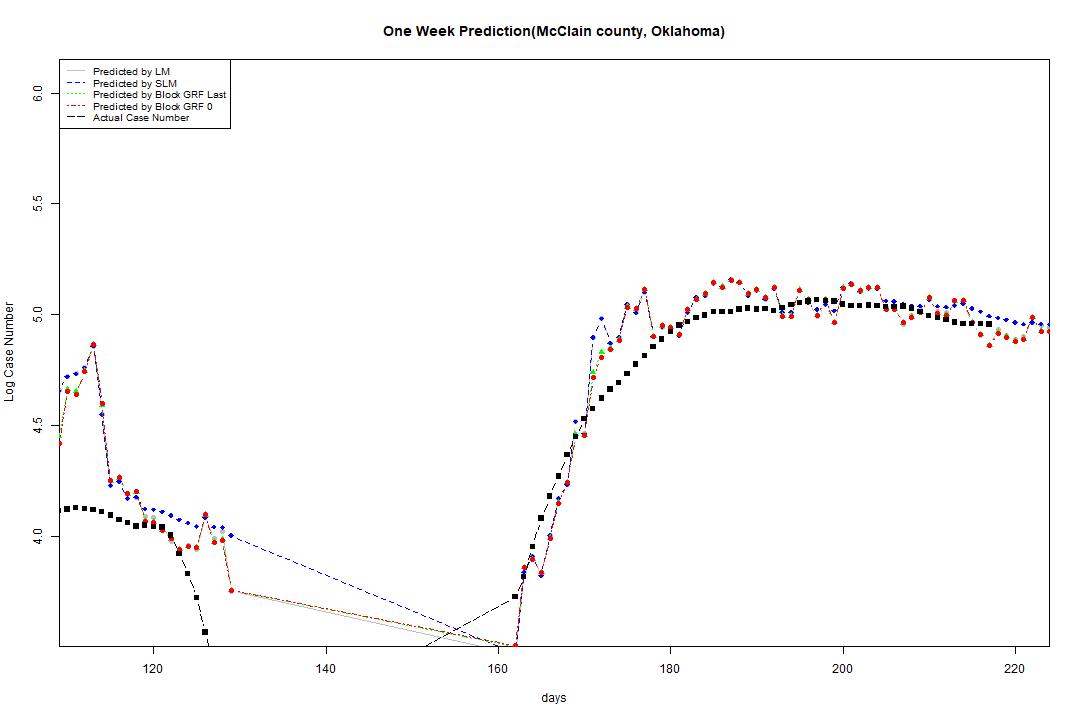 One Week Prediction(McClain county, Oklahoma)
Predicted by LM
Predicted by SLM
Predicted by Block GRF Last
Predicted by Block GRF 0
Actual Case Number
6.0
5.5
5.0
4.5
4.0
Log Case Number
120 140 160 180 200 220
days